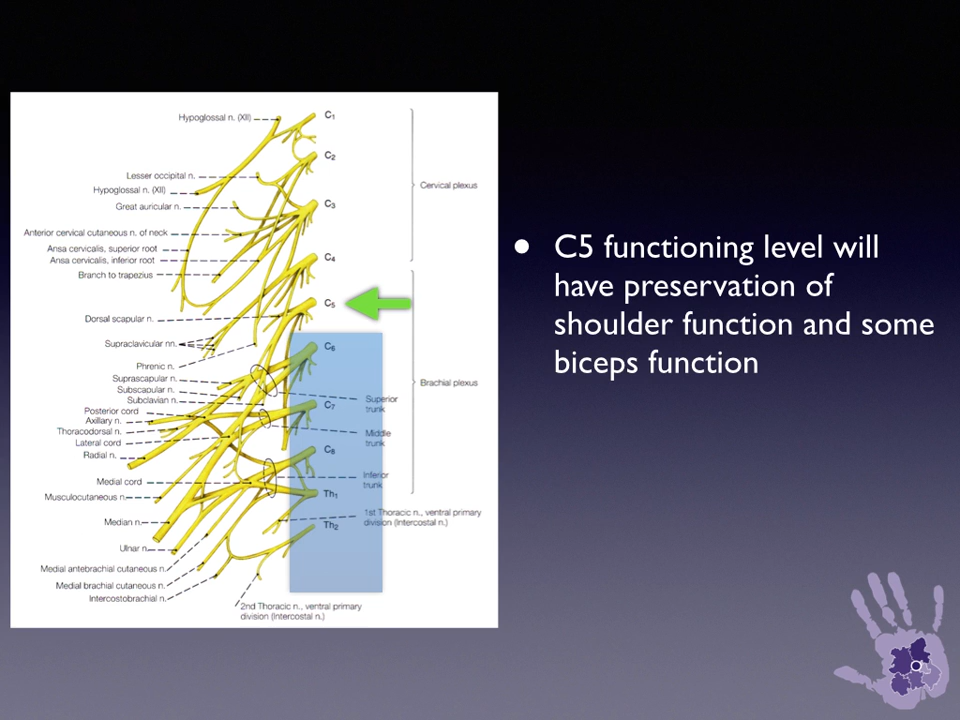 Hypoglossal n. (XII)
C1
C2
Lesser occipital n.
Cervical plexus
Hypoglossal n. (XII)
C3
Great auricular n.
Anterior cervical cutaneous n. of neck
Ansa cervicalis, superior root
C4
Ansa cervicalis, inferior root
Branch to trapezius
C5
Dorsal scapular n.
Supraclavicular nn.
C6
Phrenic n.
Suprascapular n.
Brachial plexus
Subscapular n.
Subclavian n.
Superior
trunk
C7
Posterior cord
Axillary n.
Thoracodorsal n.
Middle
trunk
Lateral cord
C8
Radial n.
Inferior
trunk
Medial cord
Th1
Musculocutaneous n.
1st Thoracic n., ventral primary
division (Intercostal n.)
Median n.
Th2
Ulnar n.
Medial antebrachial cutaneous n.
Medial brachial cutaneous n.
Intercostobrachial n.
2nd Thoracic n., ventral primary
division (Intercostal n.)
• C5 functioning level will
have preservation of
shoulder function and some
biceps function